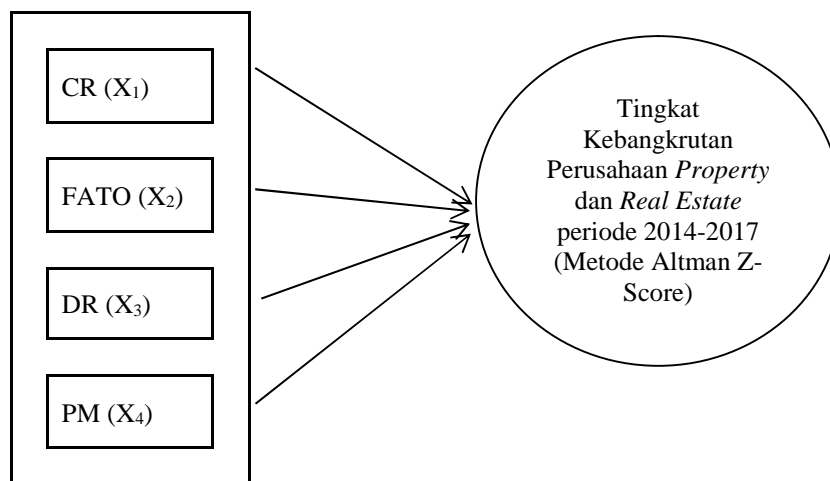 CR (X₁)
FATO (X₂)
DR (X₃)
PM (X₄)
Tingkat
Kebangkrutan
Perusahaan Property
dan Real Estate
periode 2014-2017
(Metode Altman Z-
Score)